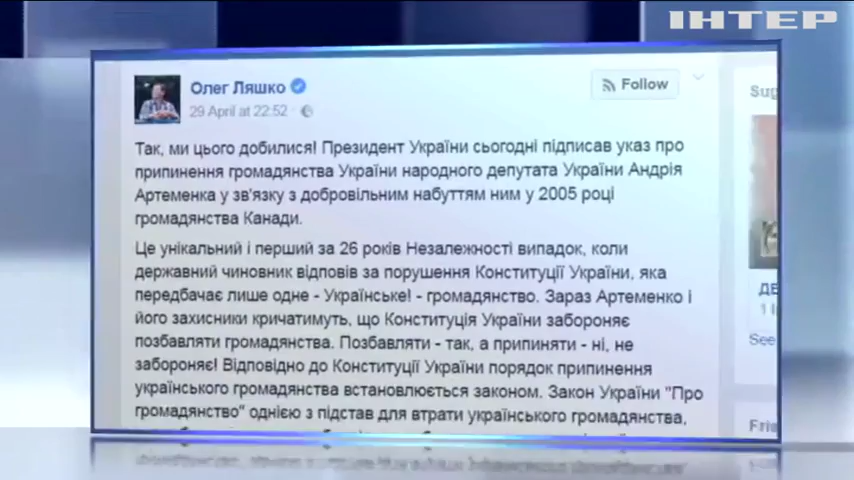 ІНТЕР
Олег Ляшко
Follow
29 April at 22:52
Sug
Так, ми цього добилися! Президент України сьогодні підписав указ про
припинення громадянства України народного депутата України Андрія
Артеменка у зв'язку з добровільним набуттям ним у 2005 році
громадянства Канади.
Це унікальний і перший за 26 років Незалежності випадок, коли
державний чиновник відповів за порушення Конституції України, яка
передбачає лише одне - Українське! - громадянство. Зараз Артеменко і
його захисники кричатимуть, що Конституція України забороняє
позбавляти громадянства. Позбавляти - так, а припиняти - ні, не
забороняє! Відповідно до Конституції України порядок припинення
українського громадянства встановлюється законом. Закон України "Про
громадянство" однією з підстав для втрати українського громадянства,
ДЕ
See
Frie